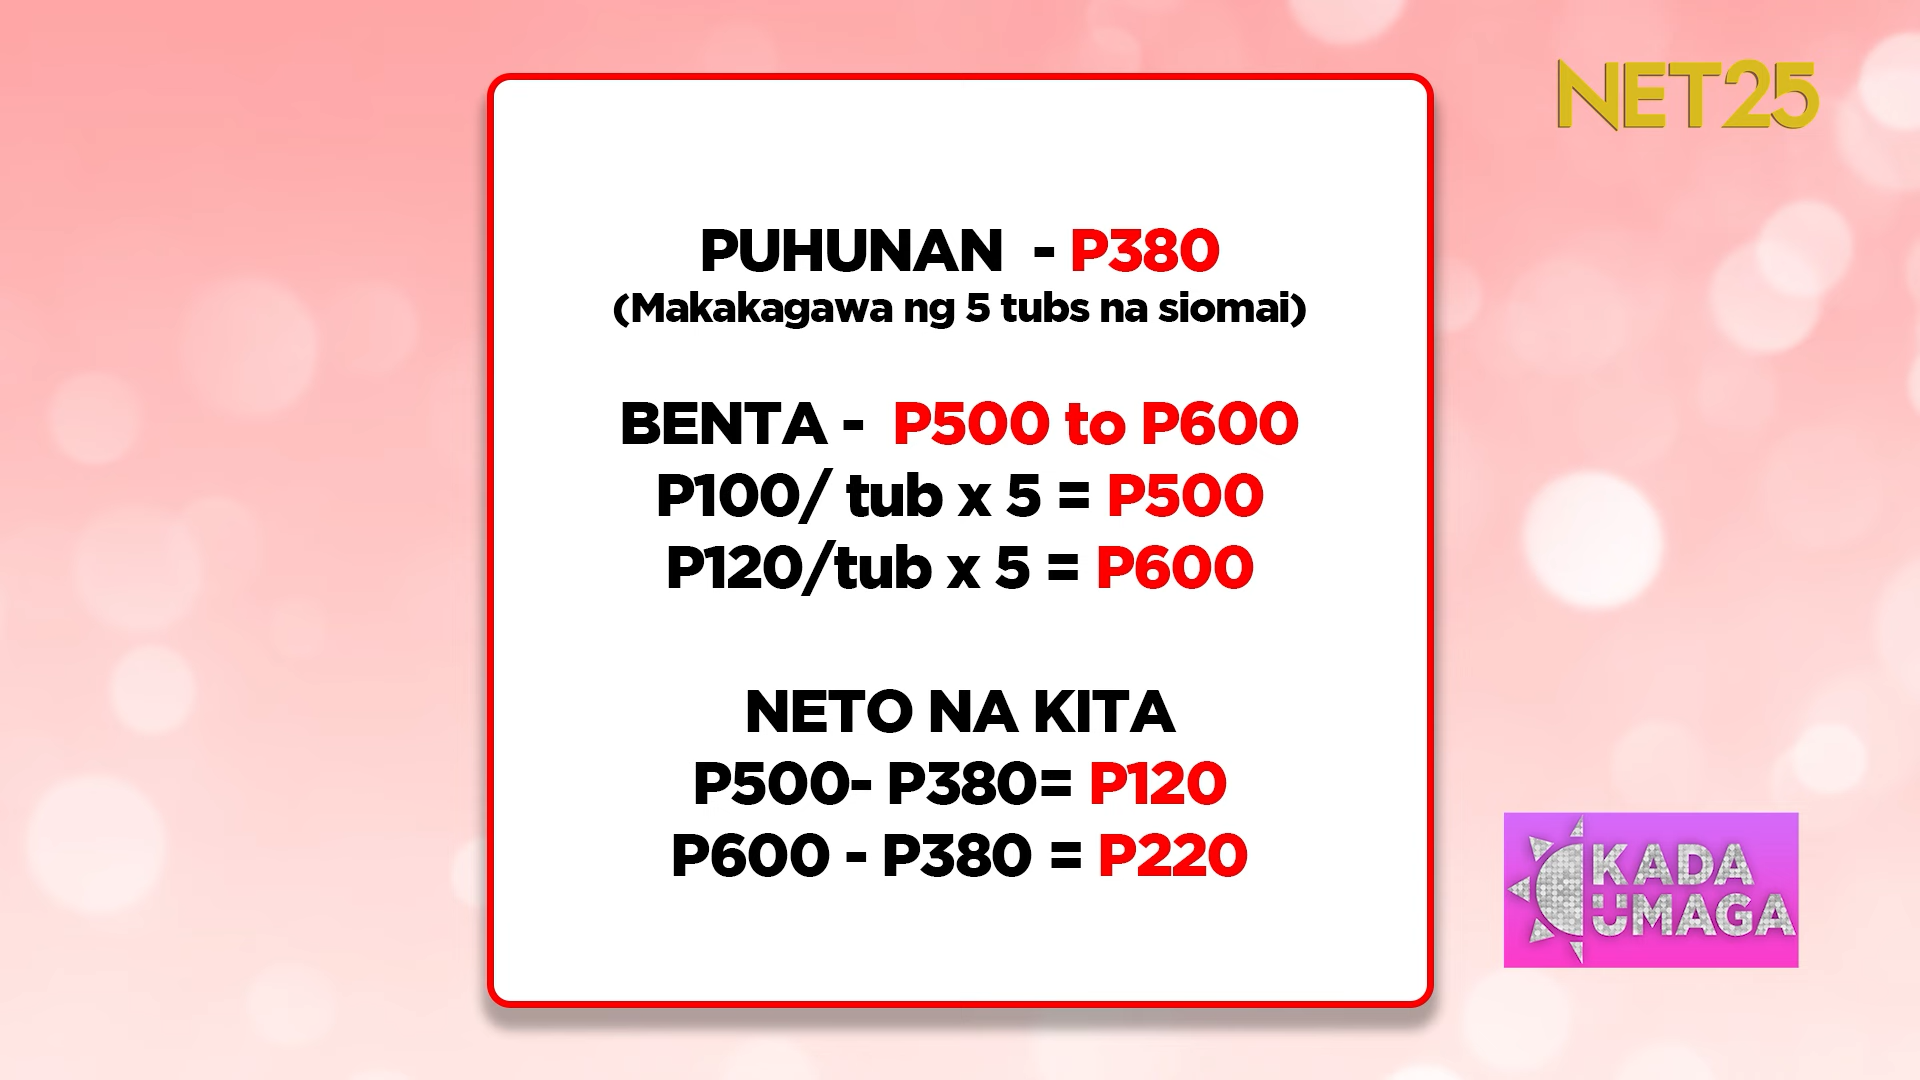 NET25
PUHUNAN - P380
(Makakagawa ng 5 tubs na siomai)
BENTA - P500 to P600
P100/ tub x 5 = P500
P120/tub x 5 = P600
NETO NA KITA
P500- P380= P120
P600 - P380 = P220
KADA
UMAGA